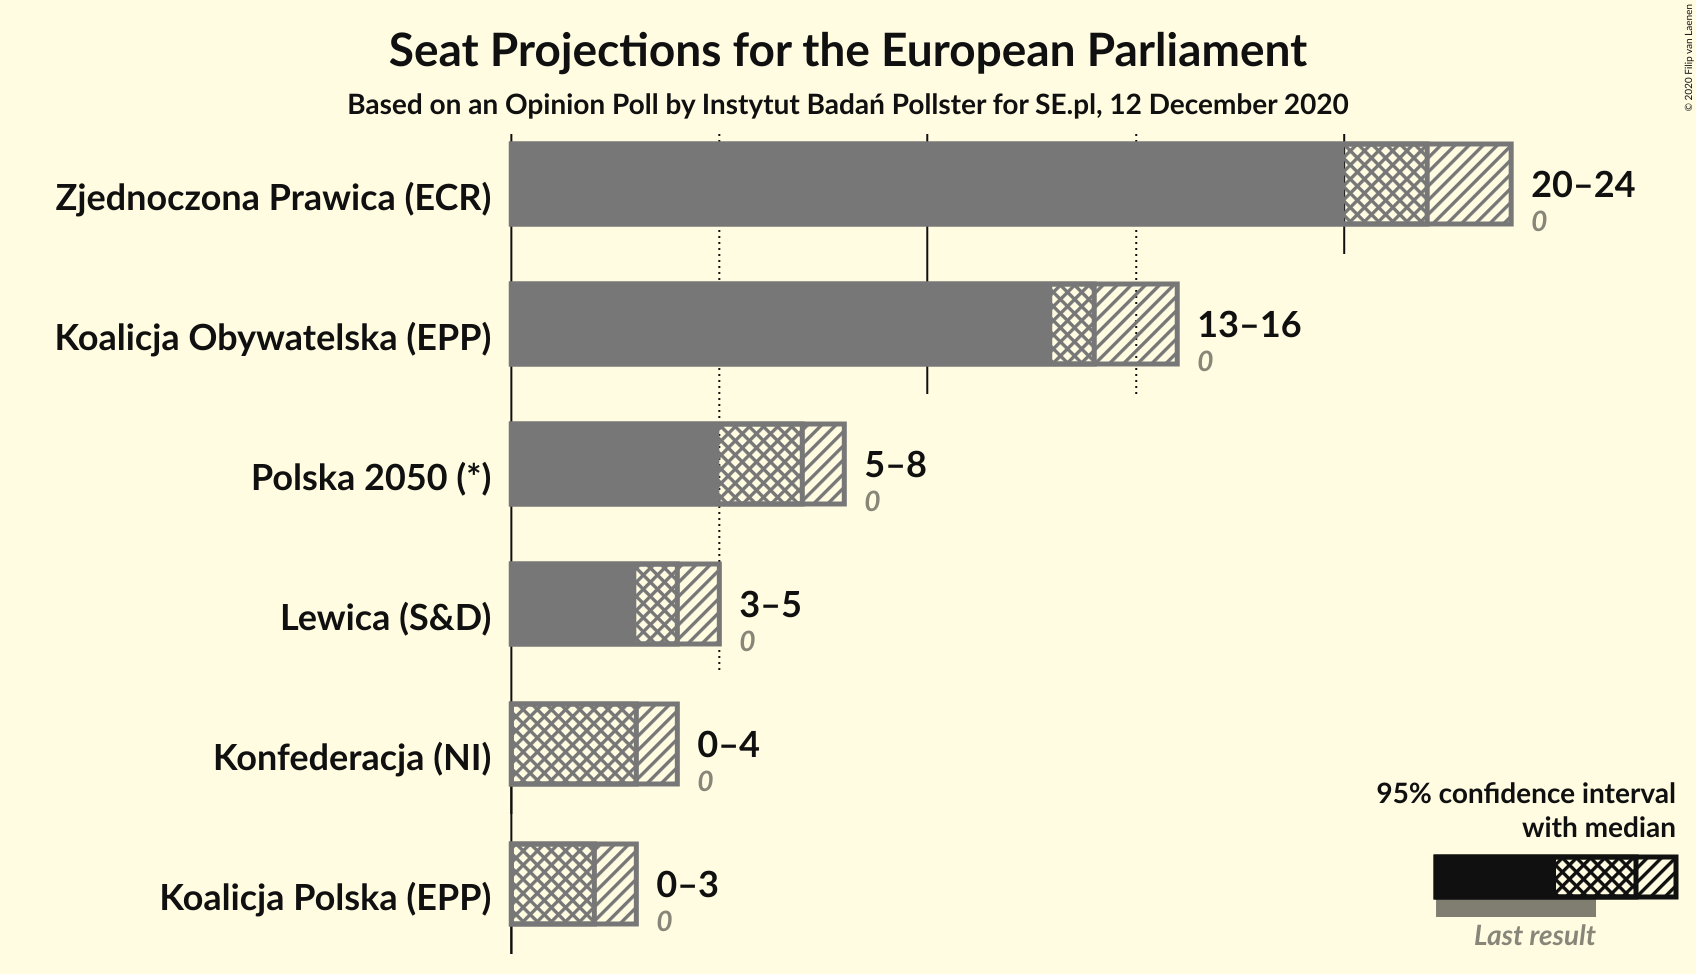 Seat Projections for the European Parliament
Based on an Opinion Poll by Instytut Badań Pollster for SE.pl, 12 December 2020
© 2020 Filip van Laenen
Zjednoczona Prawica (ECR)
20–24
0
Koalicja Obywatelska (EPP)
13–16
0
Polska 2050 (*)
5–8
0
Lewica (S&D)
3–5
0
Konfederacja (NI)
0–4
0
Koalicja Polska (EPP)
0–3
0
95% confidence interval
with median
Last result